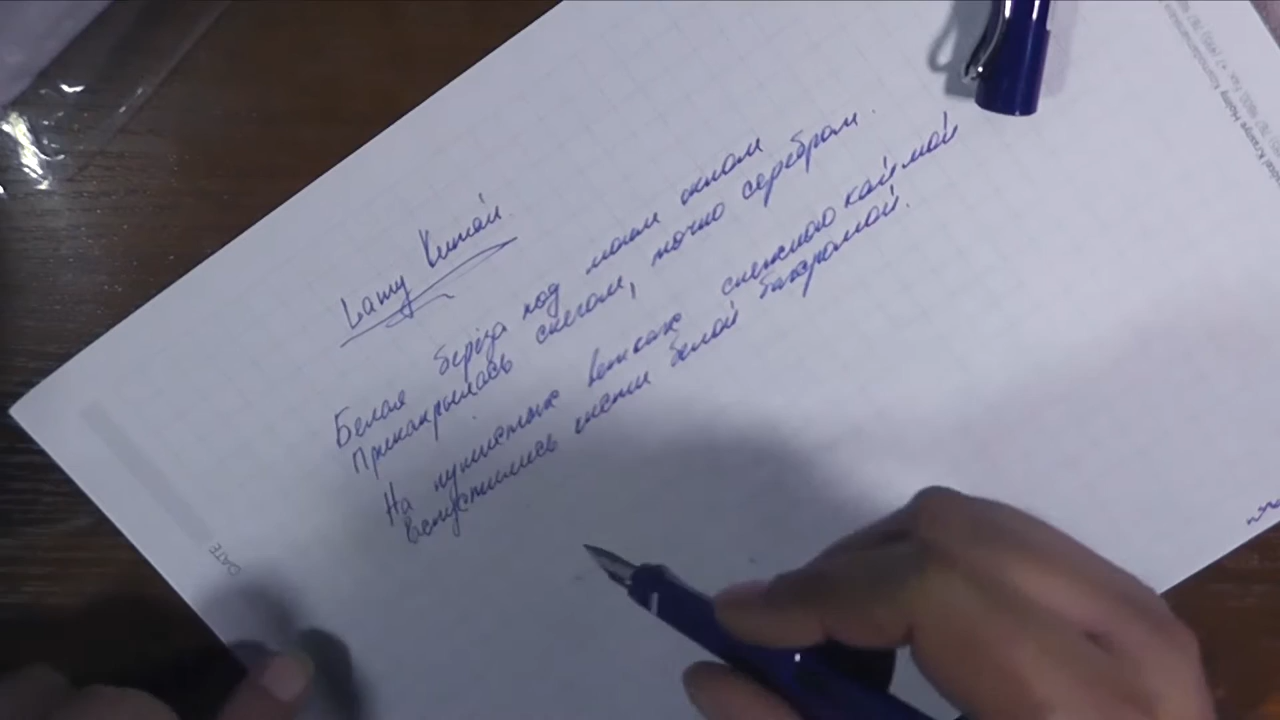 Lamy Китай
Белая берёза под моим окном
Принакрылась снегом, точно серебром.
На пушистых ветках снежною каймой
Распустились кисти белой бахромой.
DATE